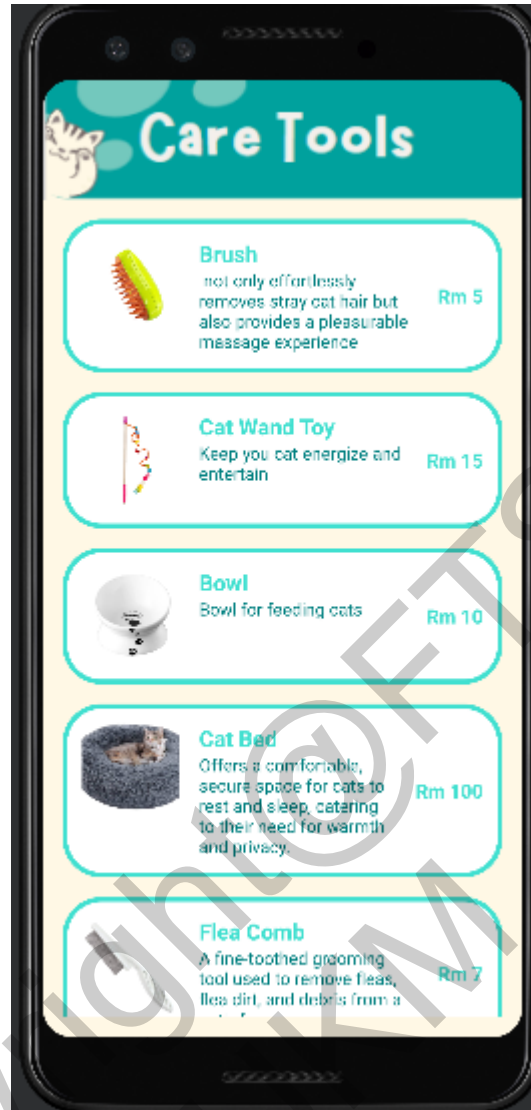 Care Tools
Brush
not only effortlessly
removes stray cat hair but
also provides a pleasurable
massage experience
Rm 5
Cat Wand Toy
Keep you cat energize and
entertain
Rm 15
Bowl
Bowl for feeding cats
Rm 10
Cat Bed
Offers a comfortable,
secure space for cats to
rest and sleep, catering
to their need for warmth
and privacy.
Rm 100
Flea Comb
A fine-toothed grooming
tool used to remove fleas,
flea dirt, and debris from a
Rm 7